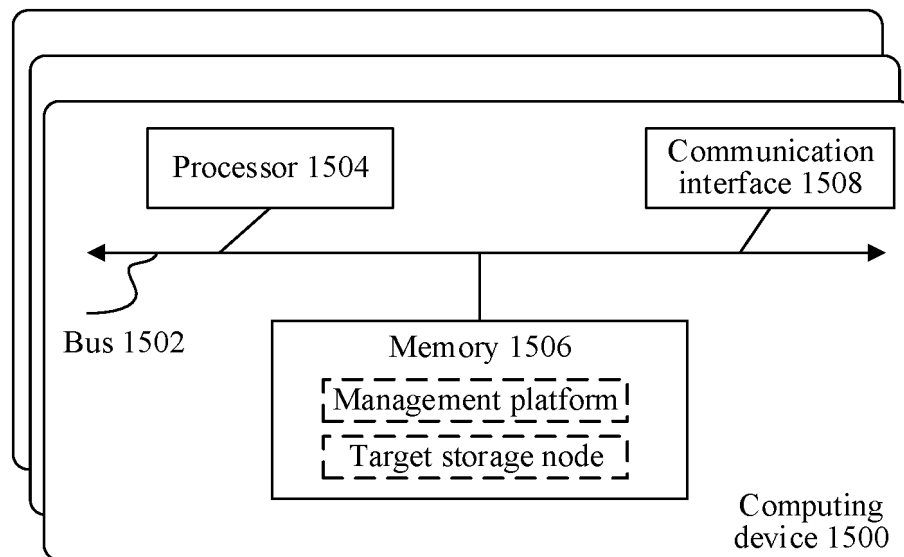 Processor 1504
Communication
interface 1508
Bus 1502
Memory 1506
Management platform
Target storage node
Computing
device 1500